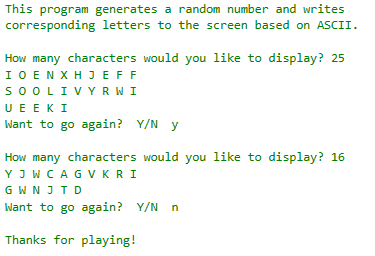 This program generates a random number and writes
corresponding letters to the screen based on ASCII.
How many characters would you like to display? 25
I O E N X H J E F F
S O O L I V Y R W I
U E E K I
Want to go again?  Y/N  y
How many characters would you like to display? 16
Y J W C A G V K R I
G W N J T D
Want to go again?  Y/N  n
Thanks for playing!